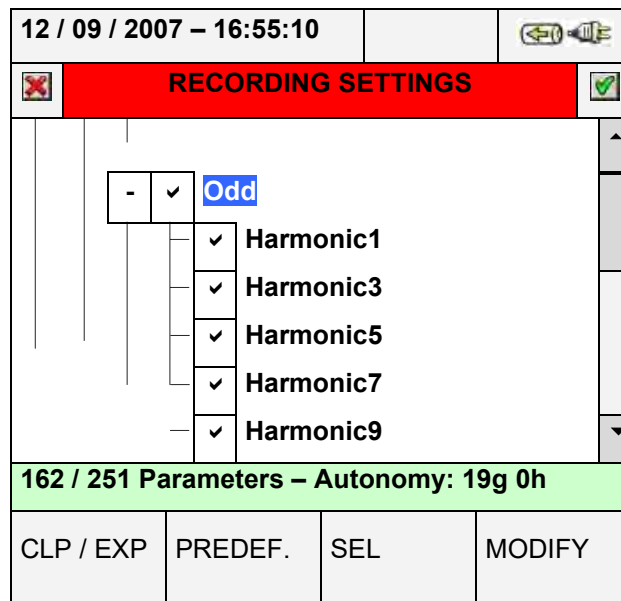 12 / 09 / 2007 – 16:55:10
RECORDING SETTINGS
- Odd
Harmonic1
Harmonic3
Harmonic5
Harmonic7
Harmonic9
162 / 251 Parameters – Autonomy: 19g 0h
CLP / EXP PREDEF. SEL MODIFY